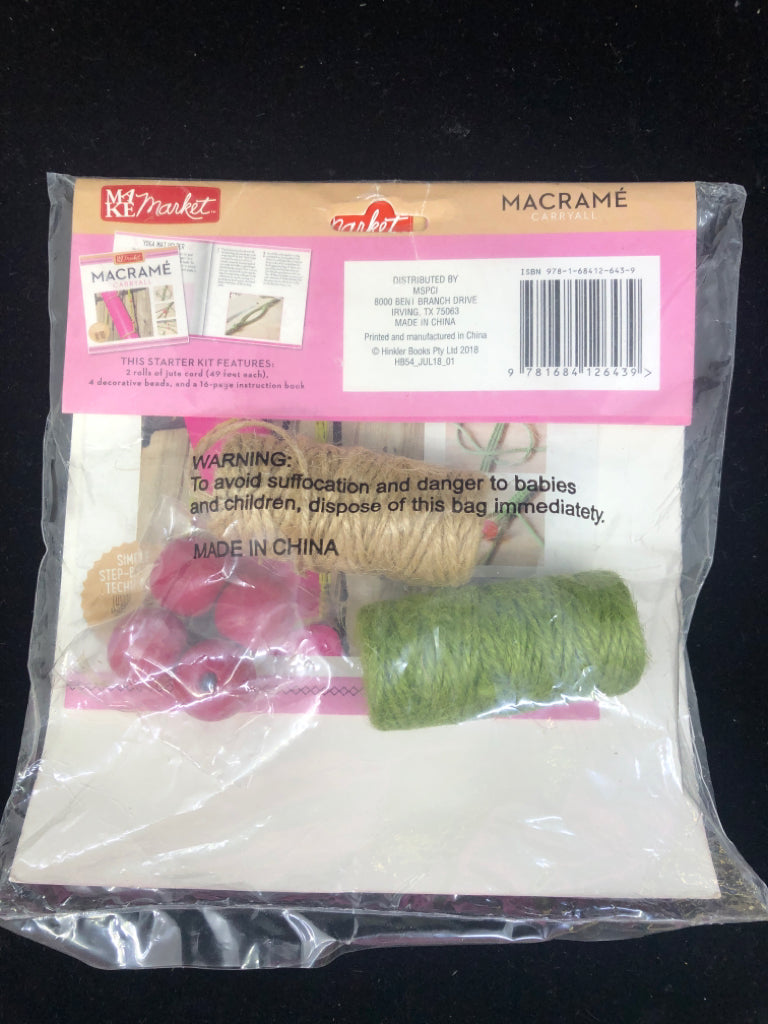 MAKE Market™
Market
MACRAMÉ
CARRYALL
YOGA MAT HOLDER
Market
MACRAMÉ
CARRYALL
THIS STARTER KIT FEATURES:
2 rolls of jute cord (49 feet each),
4 decorative beads, and a 16-page instruction book
DISTRIBUTED BY
MSPCI
8000 BENT BRANCH DRIVE
IRVING, TX 75063
MADE IN CHINA
Printed and manufactured in China
© Hinkler Books Pty Ltd 2018
HB54_JUL18_01
ISBN 978-1-68412-643-9
9 781684 126439 >
WARNING:
To avoid suffocation and danger to babies
and children, dispose of this bag immediatety.
MADE IN CHINA